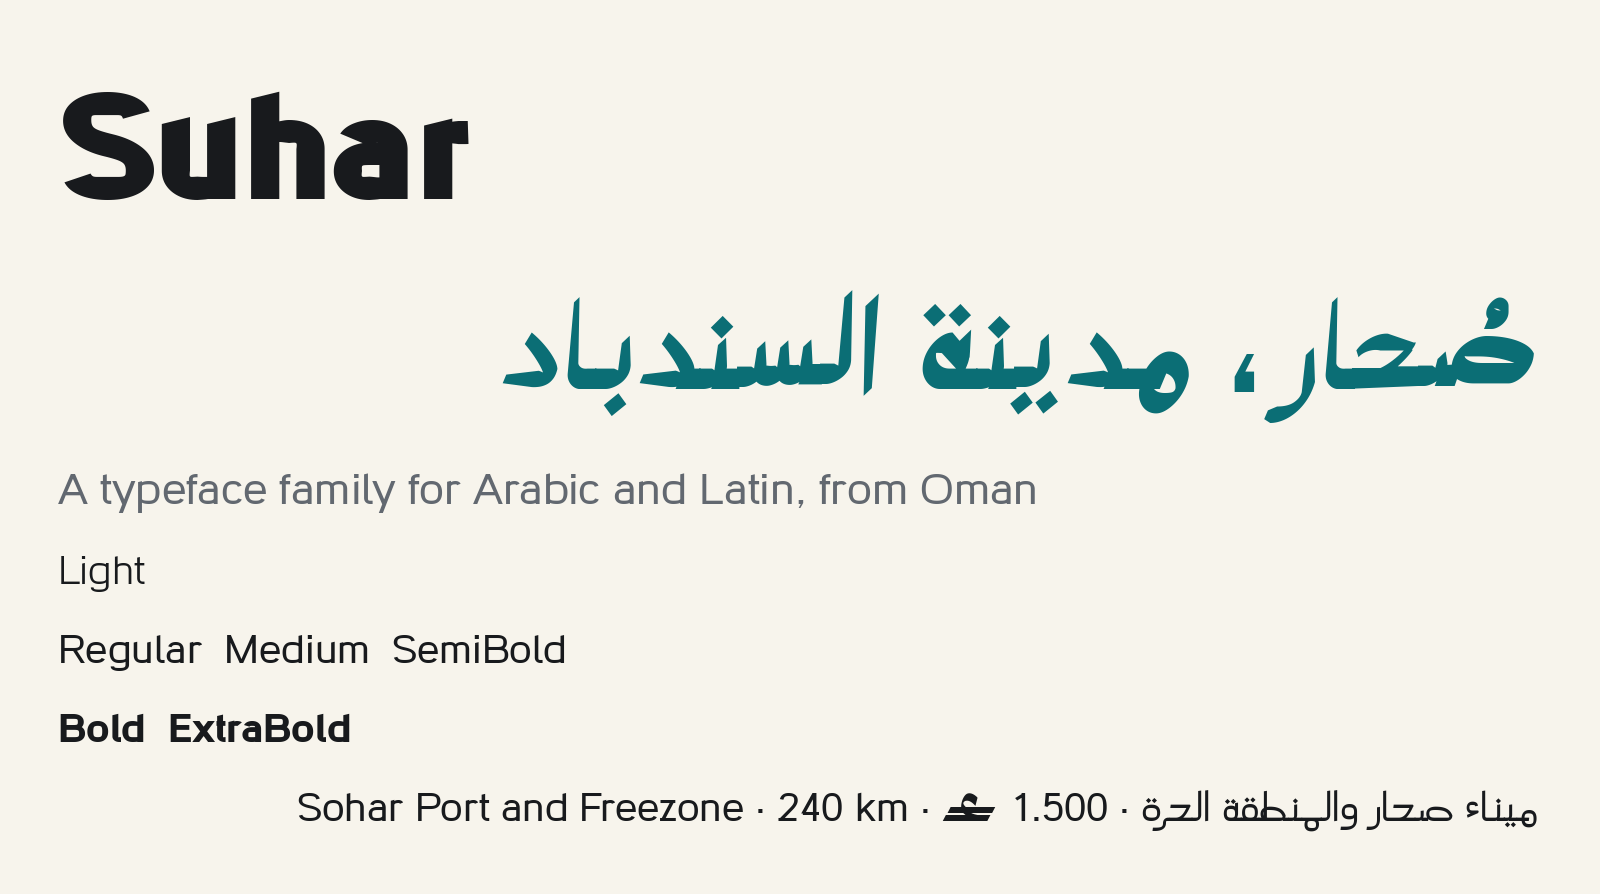 Suhar
صُحار، مدينة السندباد
A typeface family for Arabic and Latin, from Oman
Light
Regular Medium SemiBold
Bold ExtraBold
ميناء صحار والمنطقة الحرة · 1.500 · Sohar Port and Freezone · 240 km